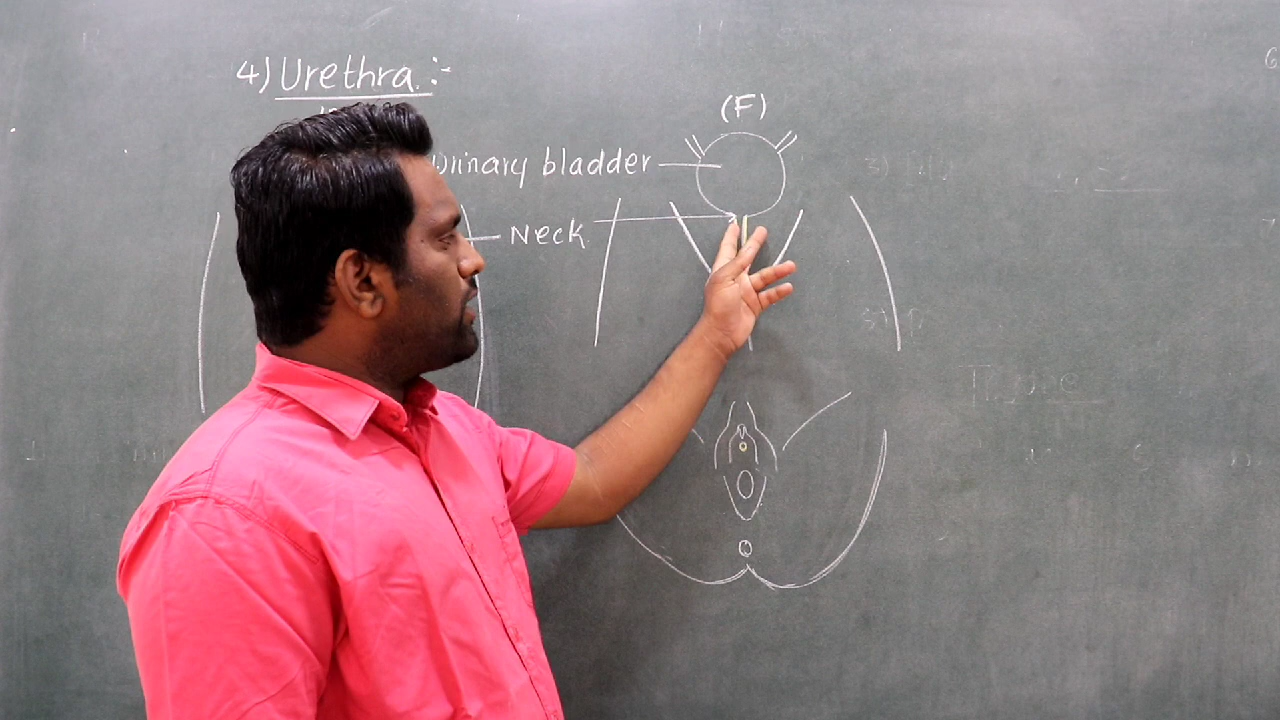 4) Urethra :-
(F)
Urinary bladder
Neck